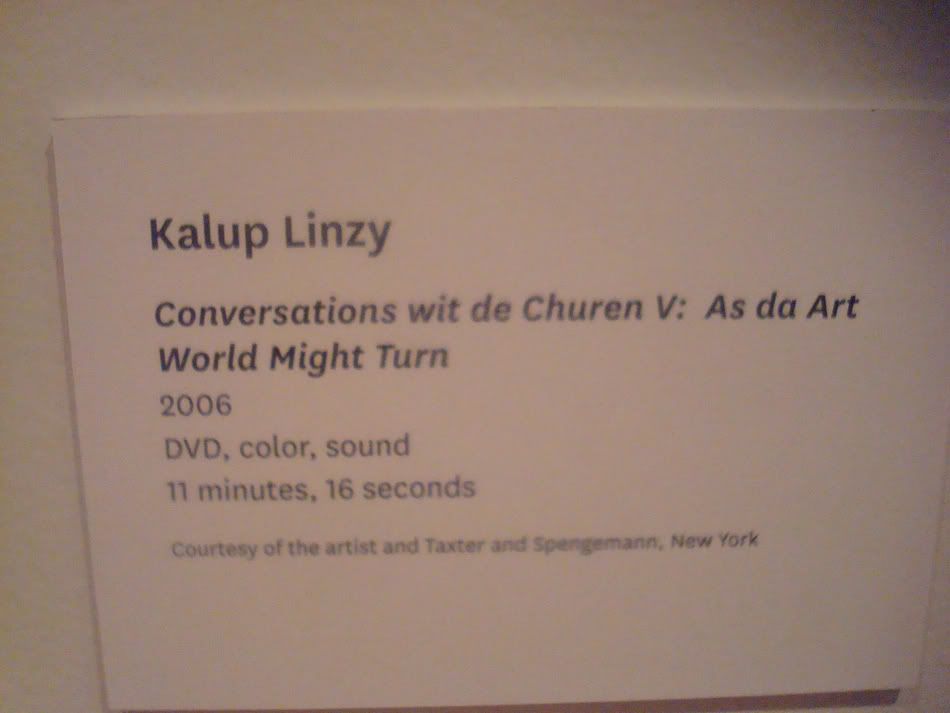 Kalup Linzy
Conversations wit de Churen V: As da Art
World Might Turn
2006
DVD, color, sound
11 minutes, 16 seconds
Courtesy of the artist and Taxter and Spengemann, New York